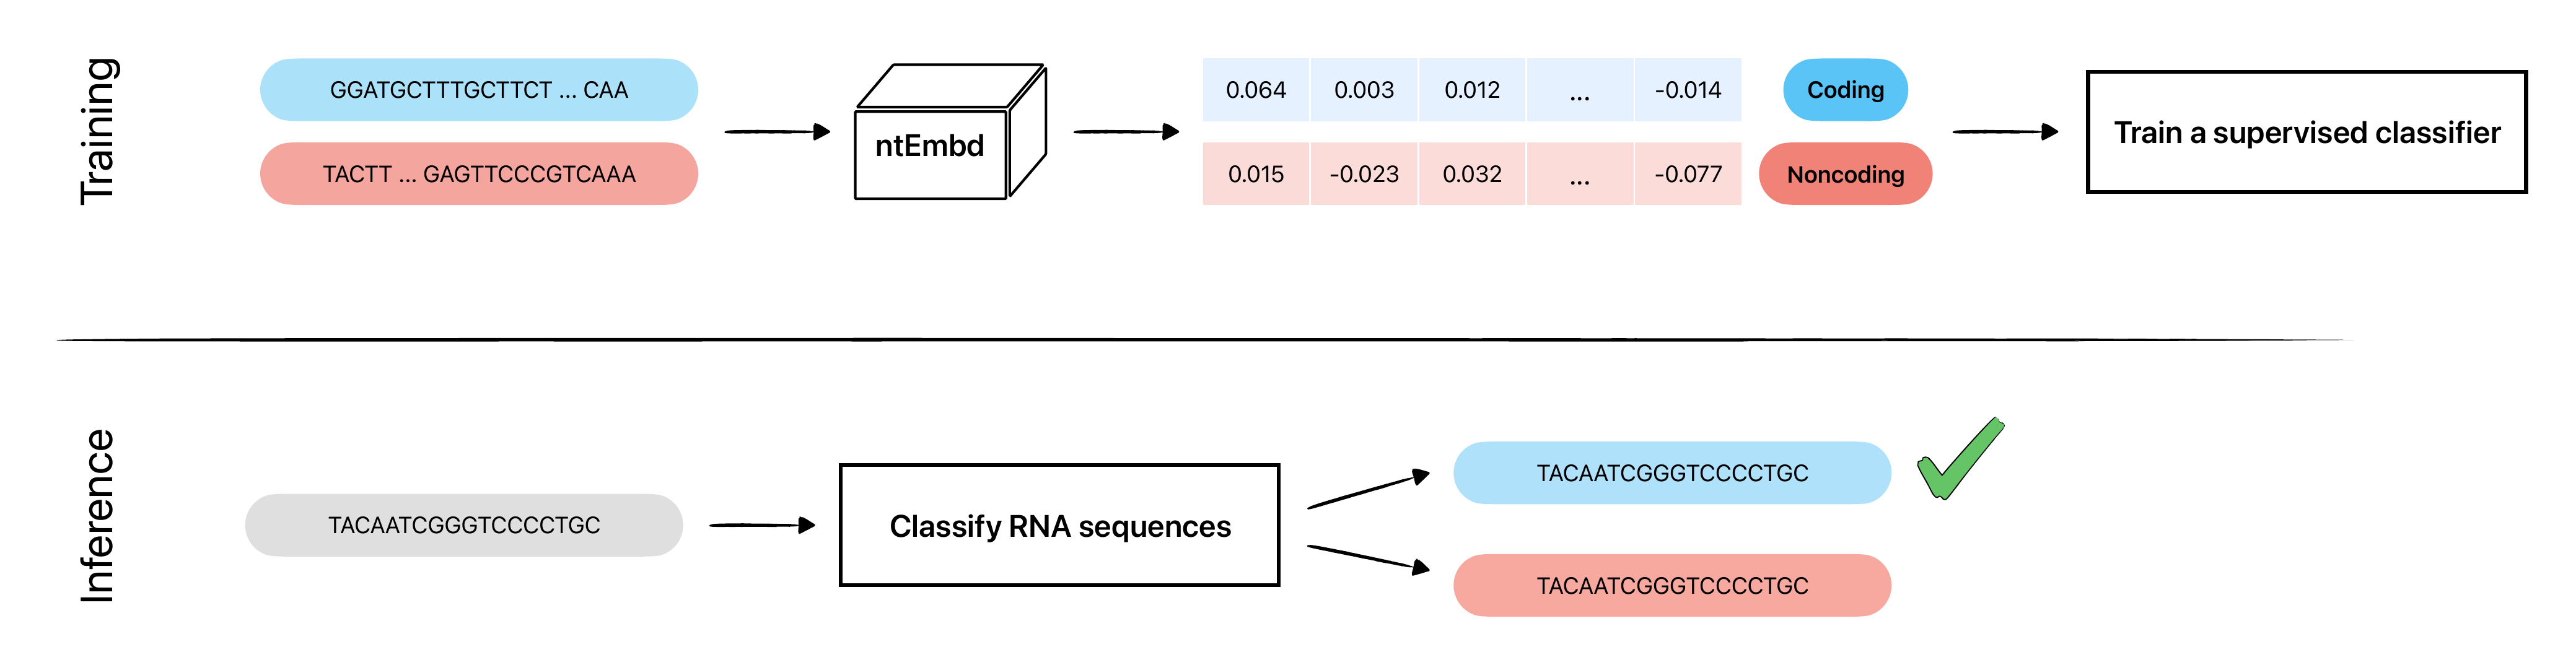 Training
GGATGCTTTGCTTCT ... CAA
TACTT ... GAGTTCCCGTCAAA
ntEmbd
0.064 0.003 0.012 ... -0.014
0.015 -0.023 0.032 ... -0.077
Coding
Noncoding
Train a supervised classifier
Inference
TACAATCGGGTCCCCTGC
Classify RNA sequences
TACAATCGGGTCCCCTGC
TACAATCGGGTCCCCTGC